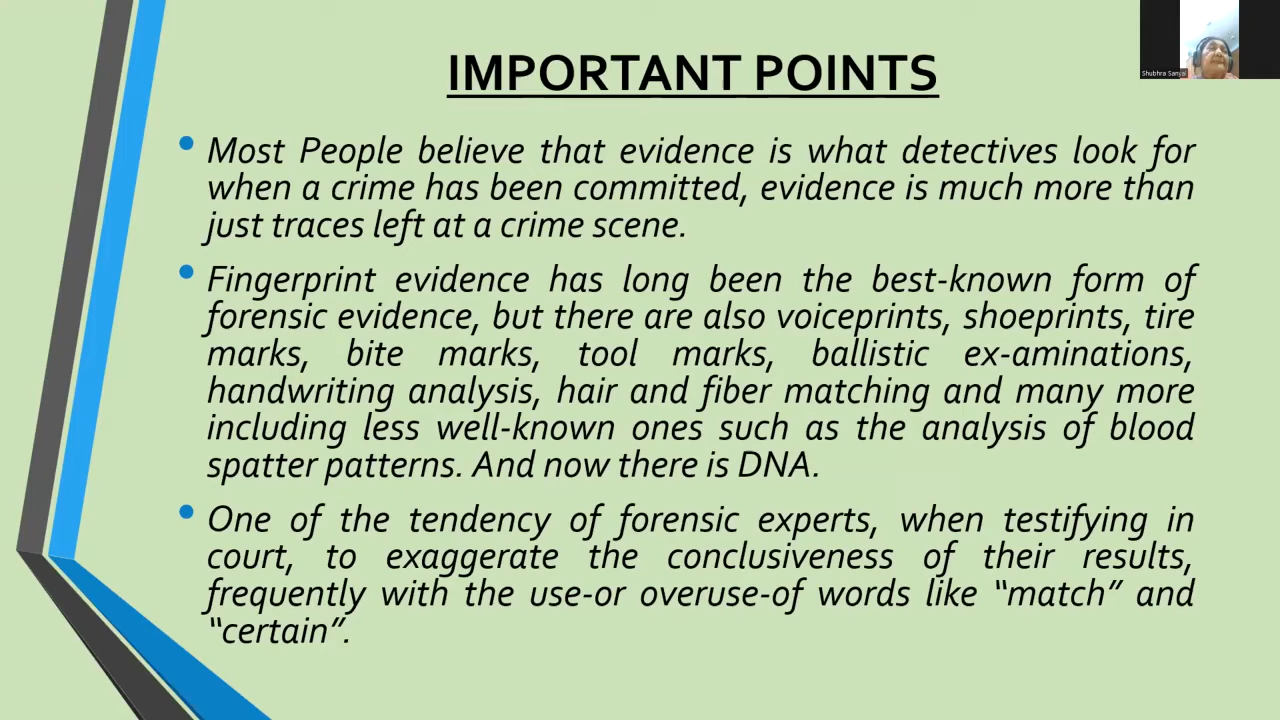 IMPORTANT POINTS
Shubhra Sanyal
• Most People believe that evidence is what detectives look for
when a crime has been committed, evidence is much more than
just traces left at a crime scene.
• Fingerprint evidence has long been the best-known form of
forensic evidence, but there are also voiceprints, shoeprints, tire
marks, bite marks, tool marks, ballistic ex-aminations,
handwriting analysis, hair and fiber matching and many more
including less well-known ones such as the analysis of blood
spatter patterns. And now there is DNA.
• One of the tendency of forensic experts, when testifying in
court, to exaggerate the conclusiveness of their results,
frequently with the use-or overuse-of words like “match” and
“certain”.